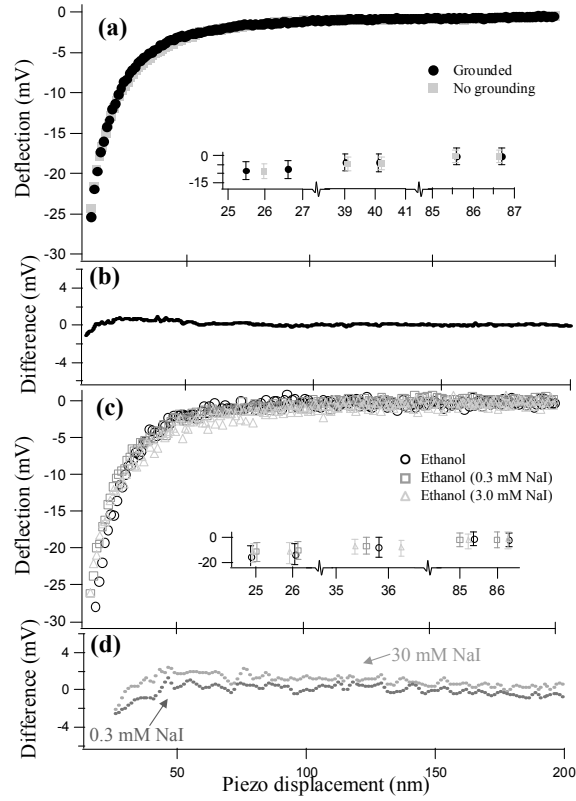 0
(a)
-5
Grounded
No grounding
-10
Deflection (mV)
-15
0
-15
-20
25 26 27 39 40 41 85 86 87
-25
-30
(b)
4
0
-4
Difference (mV)
0
(c)
-5
Ethanol
Ethanol (0.3 mM NaI)
Ethanol (3.0 mM NaI)
-10
Deflection (mV)
-15
0
-20
-20
25 26 35 36 85 86
-25
-30
(d)
4
30 mM NaI
0
-4
0.3 mM NaI
Difference (mV)
50 100 150 200
Piezo displacement (nm)